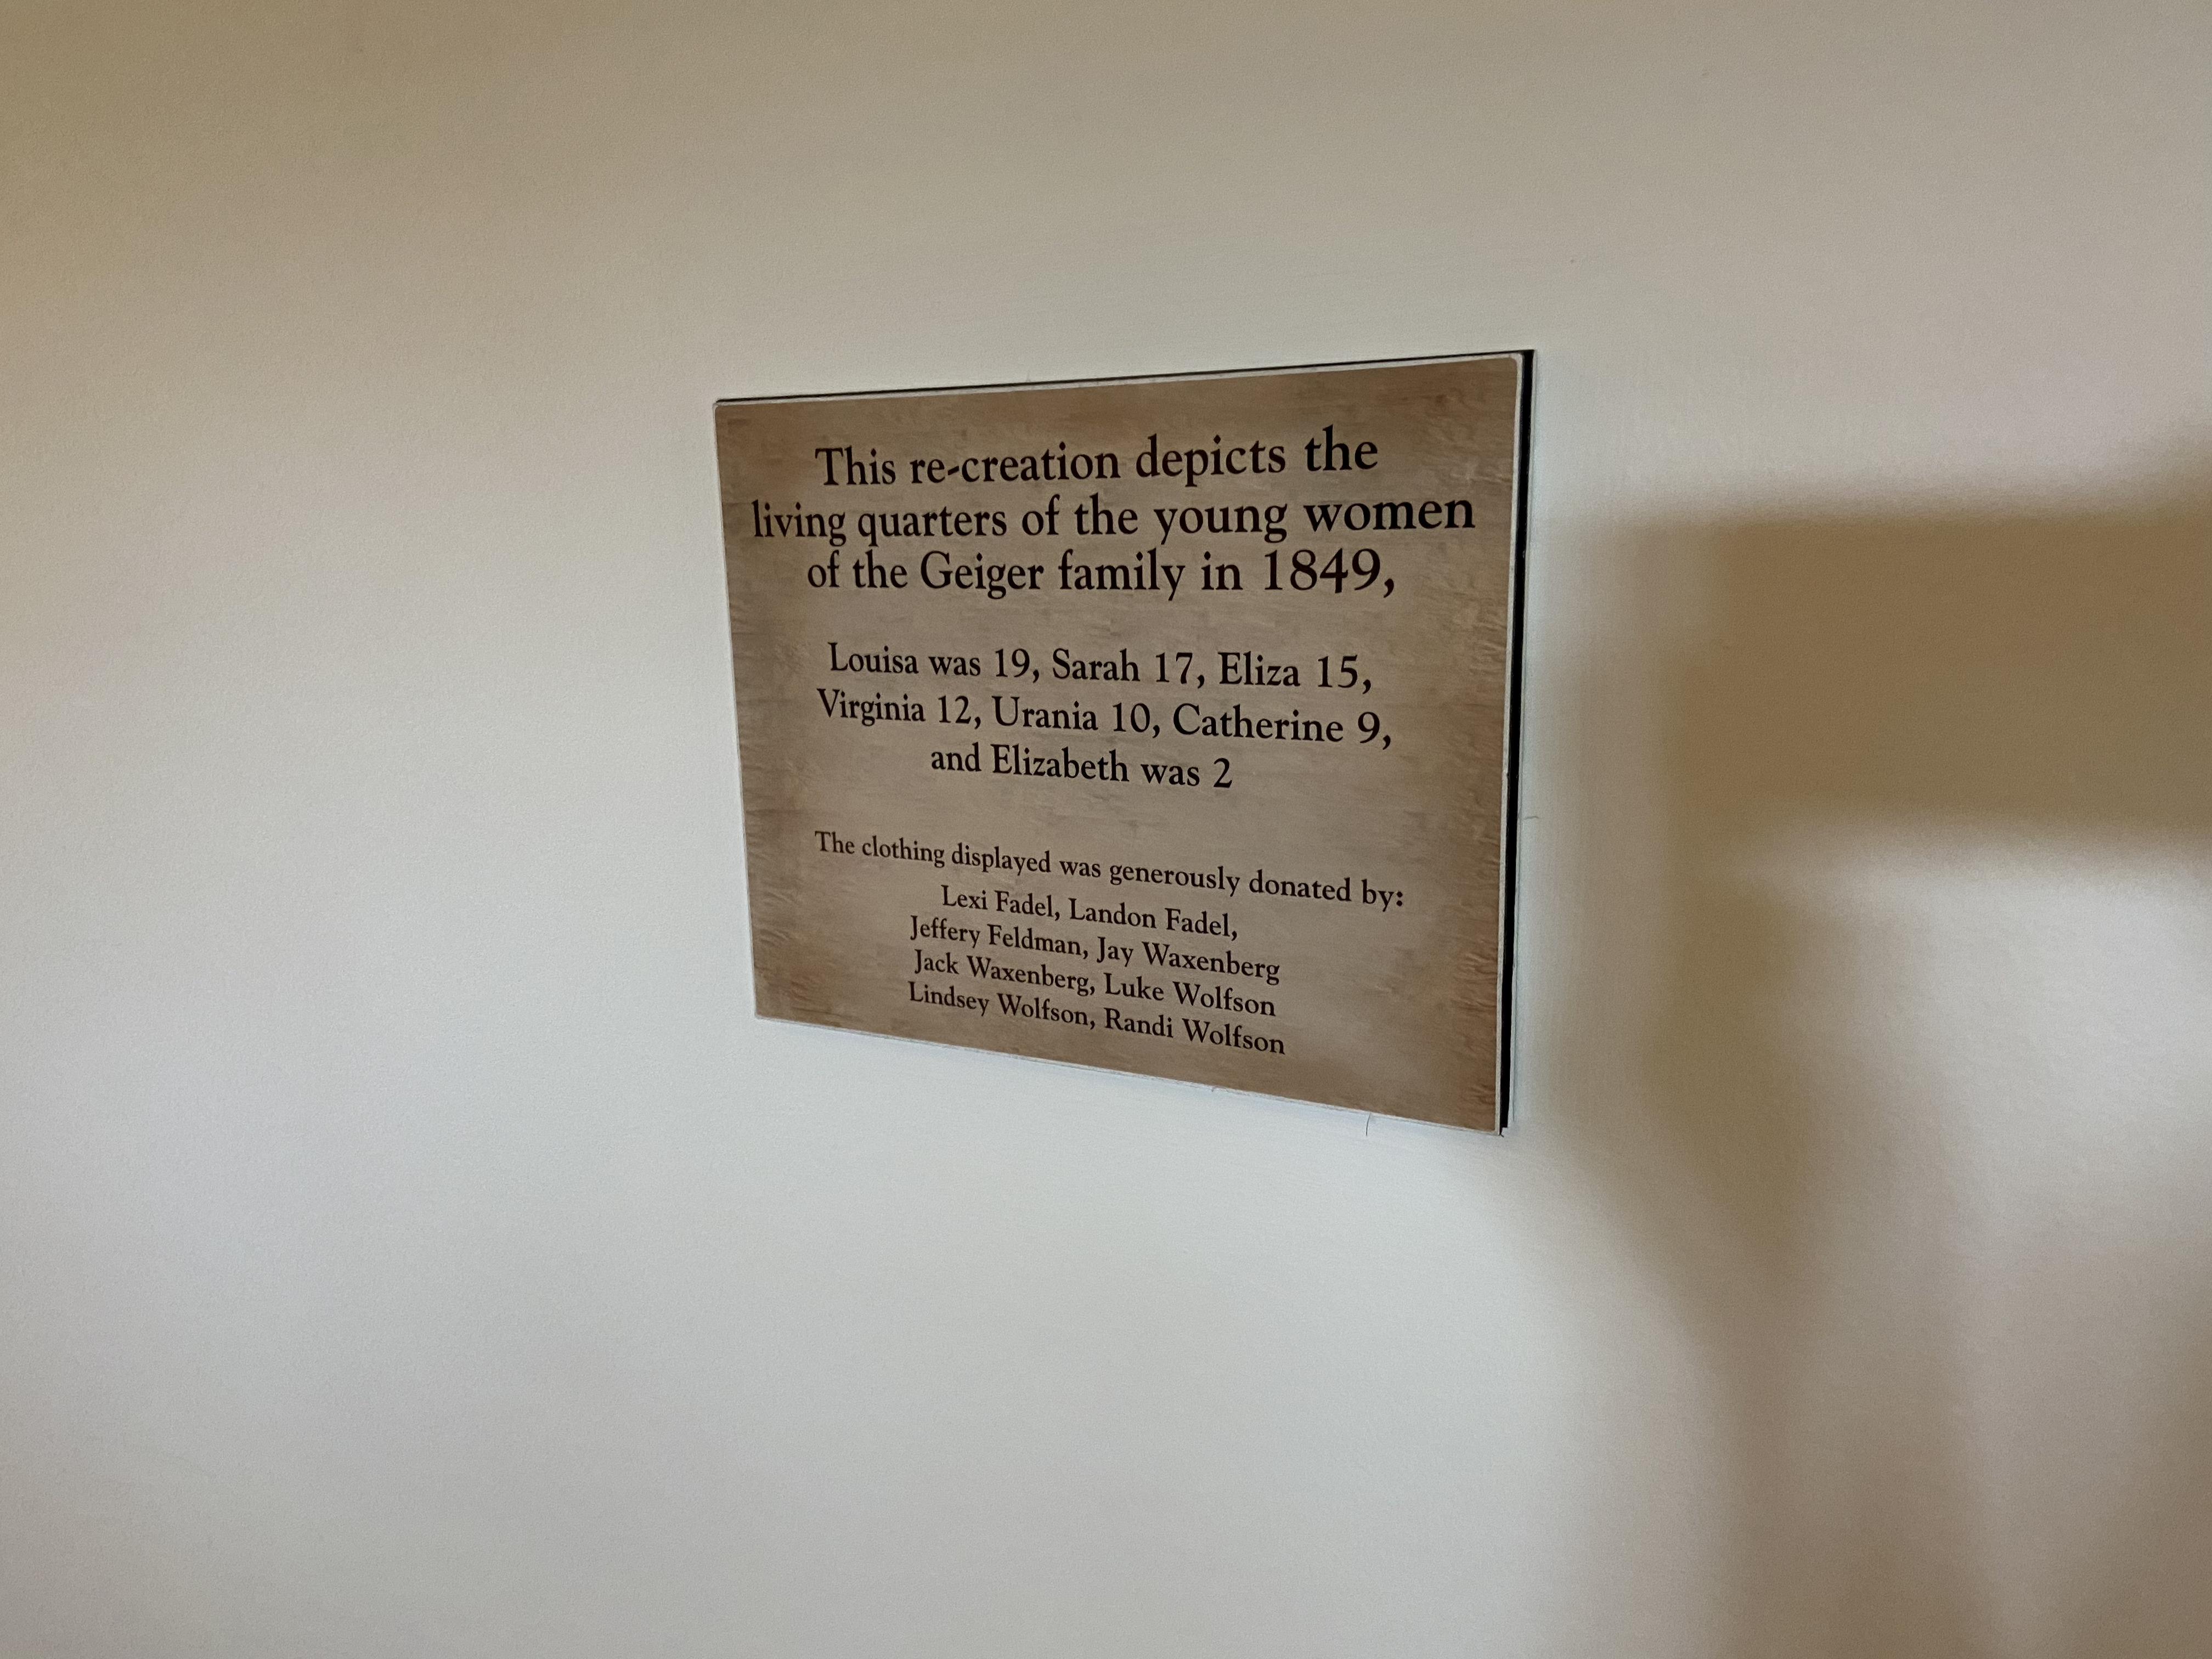 This re-creation depicts the
living quarters of the young women
of the Geiger family in 1849,
Louisa was 19, Sarah 17, Eliza 15,
Virginia 12, Urania 10, Catherine 9,
and Elizabeth was 2
The clothing displayed was generously donated by:
Lexi Fadel, Landon Fadel,
Jeffery Feldman, Jay Waxenberg
Jack Waxenberg, Luke Wolfson
Lindsey Wolfson, Randi Wolfson